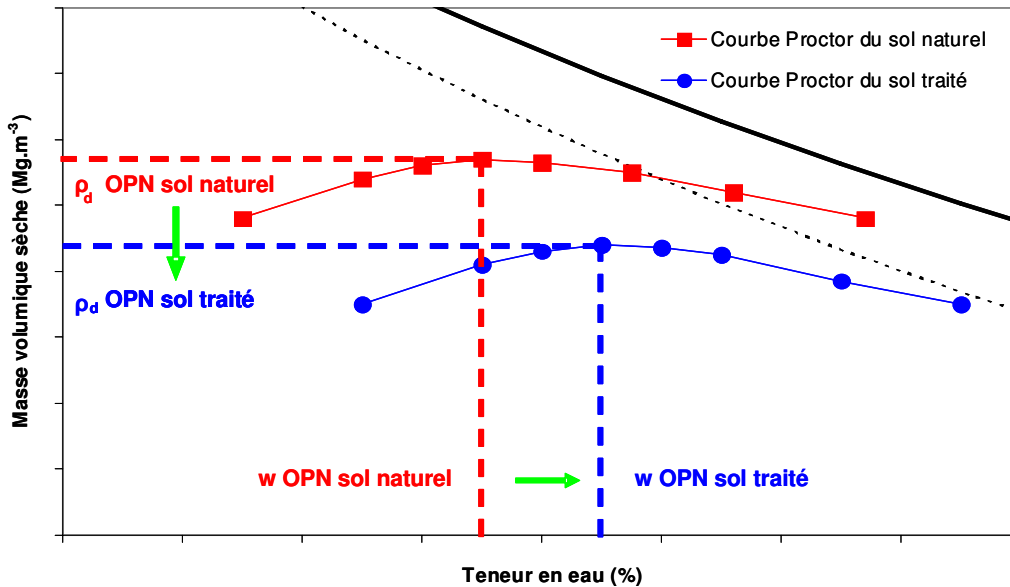 Courbe Proctor du sol naturel
Courbe Proctor du sol traité
Masse volumique sèche (Mg.m⁻³)
ρd OPN sol naturel
ρd OPN sol traité
w OPN sol naturel
w OPN sol traité
Teneur en eau (%)